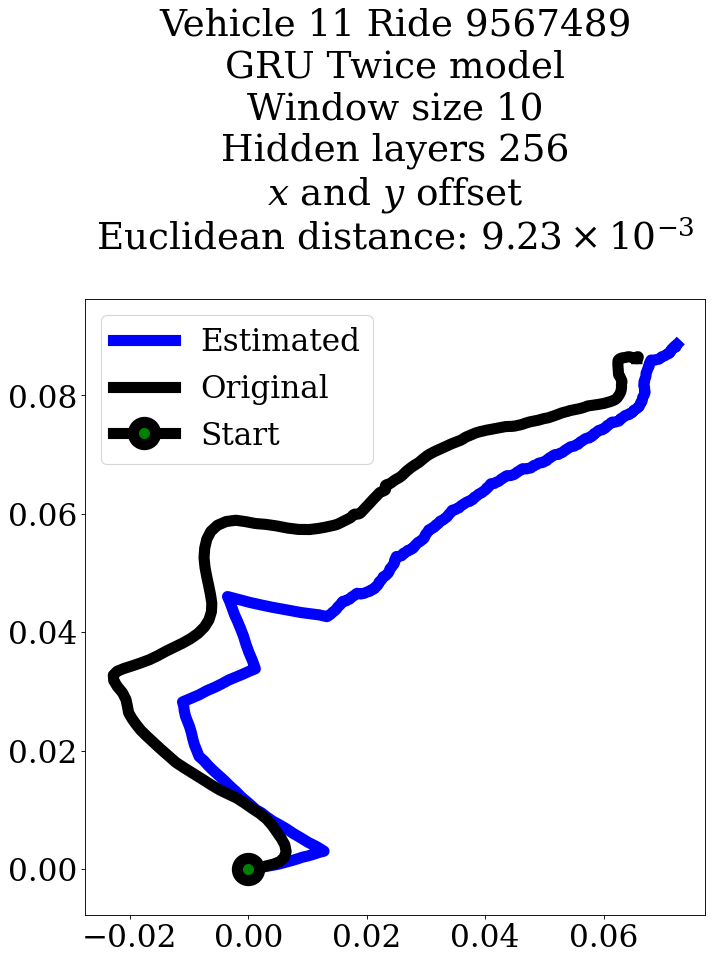 Vehicle 11 Ride 9567489
GRU Twice model
Window size 10
Hidden layers 256
x and y offset
Euclidean distance: 9.23 × 10⁻³
Estimated
Original
Start
0.08
0.06
0.04
0.02
0.00
−0.02 0.00 0.02 0.04 0.06